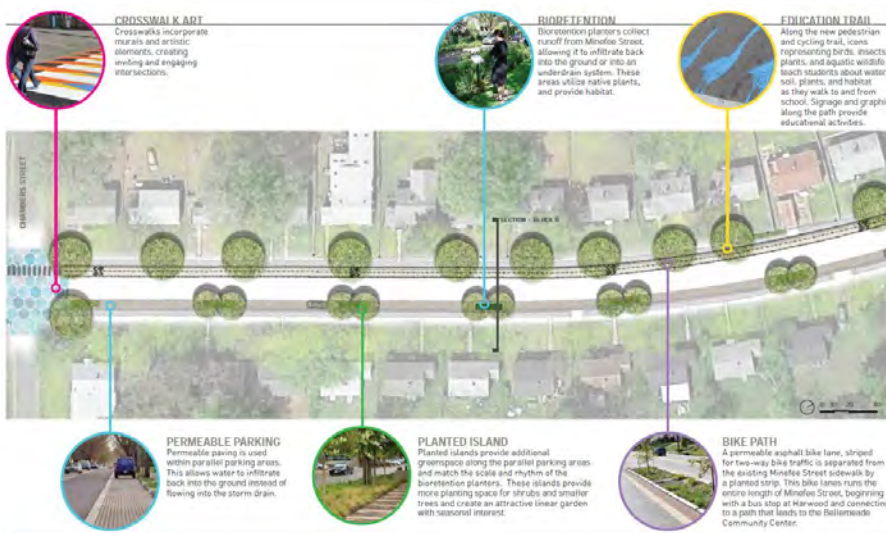 CROSSWALK ART
Crosswalks incorporate
murals and artistic
elements, creating
inviting and engaging
intersections.
BIORETENTION
Bioretention planters collect
runoff from Minefee Street,
allowing it to infiltrate back
into the ground or into an
underdrain system. These
areas utilize native plants,
and provide habitat.
EDUCATION TRAIL
Along the new pedestrian
and cycling trail, icons
representing birds, insects
plants, and aquatic wildlife
teach students about water
soil, plants, and habitat
as they walk to and from
school. Signage and graphi
along the path provide
educational activities.
CHAMBERS STREET
SECTION - BLOCK B
PERMEABLE PARKING
Permeable paving is used
within parallel parking areas.
This allows water to infiltrate
back into the ground instead of
flowing into the storm drain.
PLANTED ISLAND
Planted islands provide additional
greenspace along the parallel parking areas
and match the scale and rhythm of the
bioretention planters. These islands provide
more planting space for shrubs and smaller
trees and create an attractive linear garden
with seasonal interest.
BIKE PATH
A permeable asphalt bike lane, striped
for two-way bike traffic is separated from
the existing Minefee Street sidewalk by
a planted strip. This bike lanes runs the
entire length of Minefee Street, beginning
with a bus stop at Harwood and connecting
to a path that leads to the Bellemeade
Community Center.